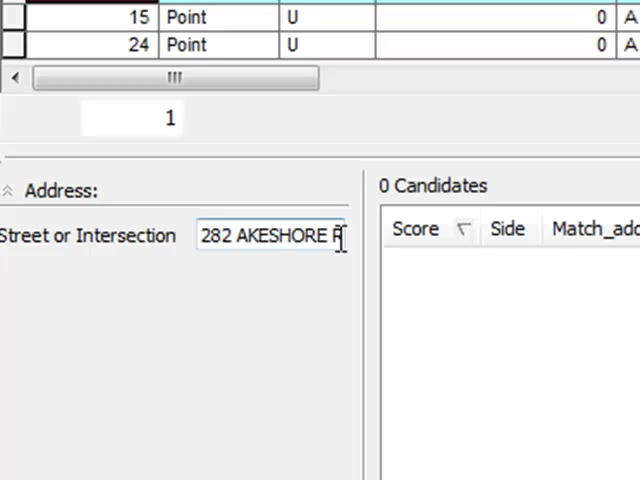 15 Point U 0 A
24 Point U 0 A
1
Address:
0 Candidates
Street or Intersection 282 AKESHORE R
Score Side Match_add